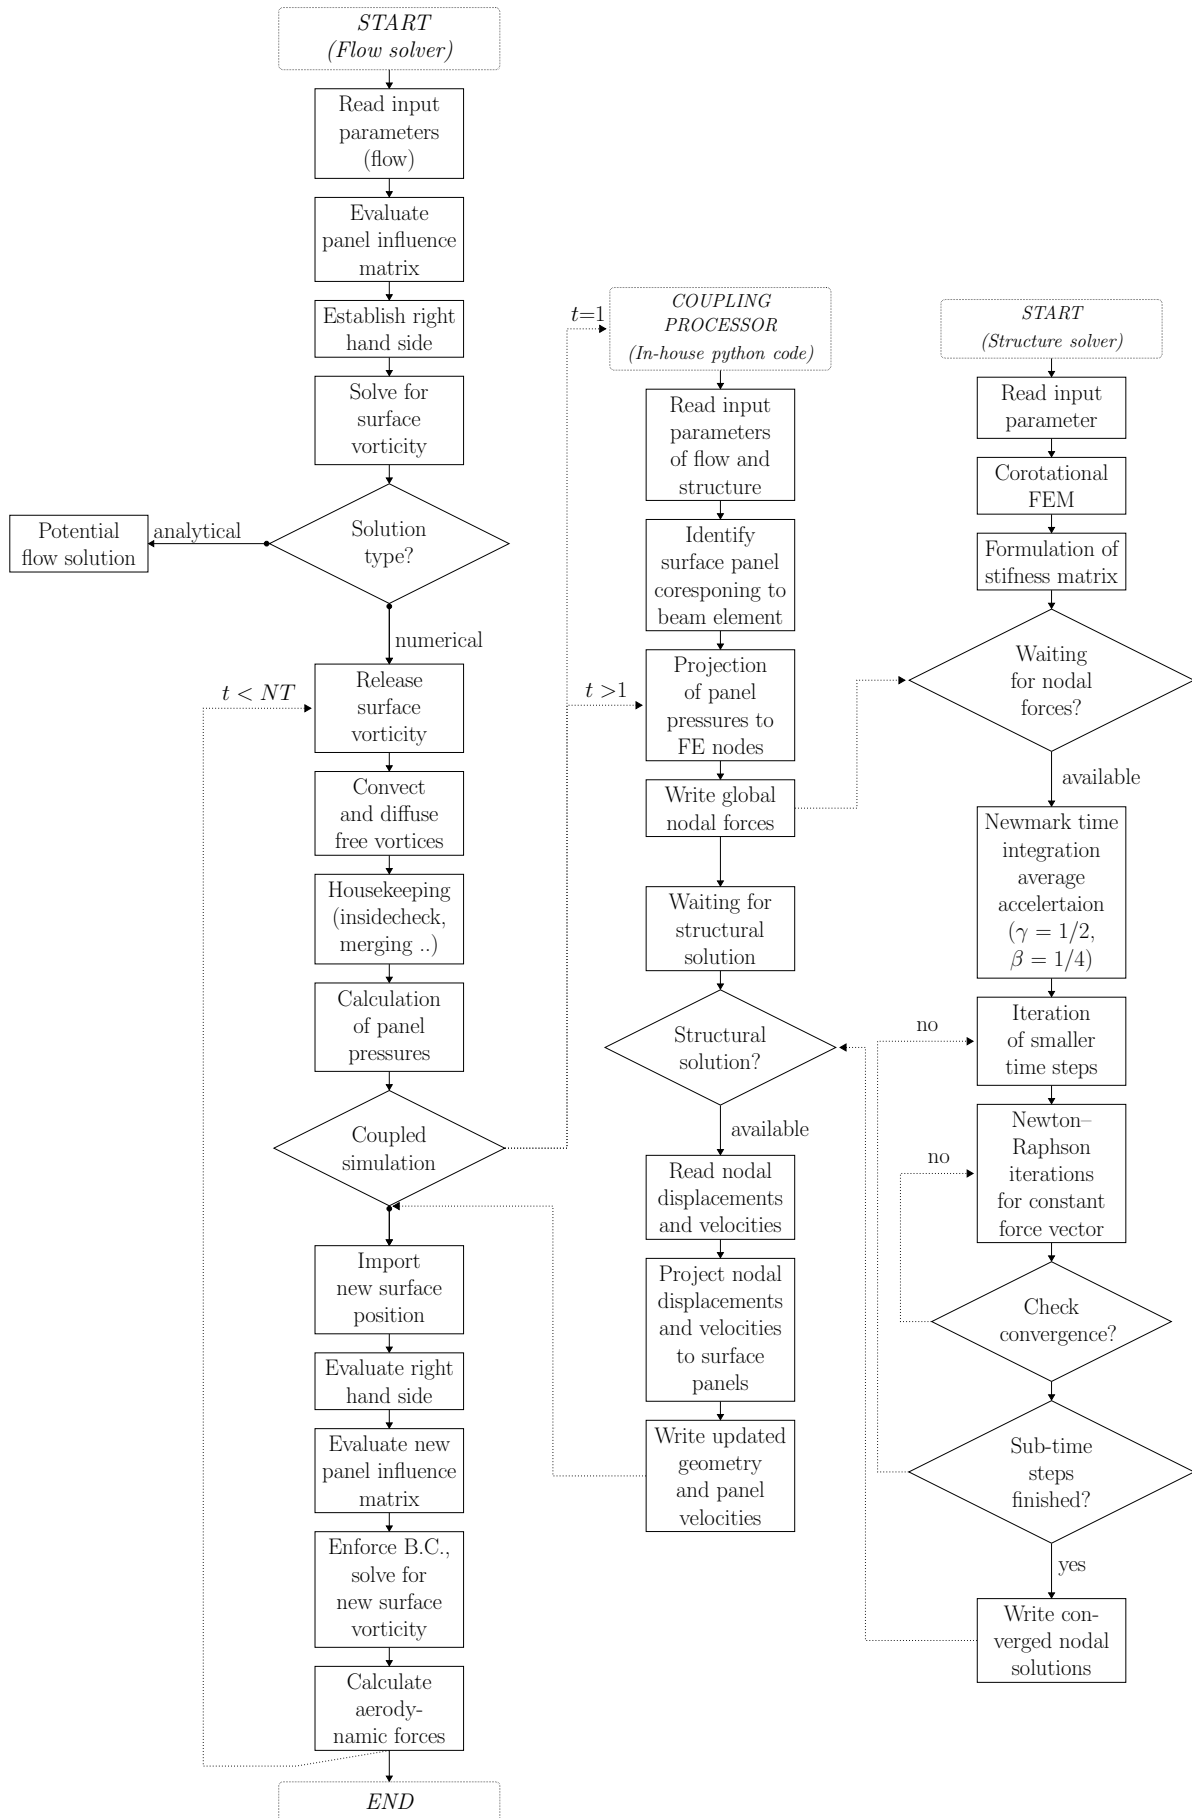 START
(Flow solver)
Read input
parameters
(flow)
Evaluate
panel influence
matrix
Establish right
hand side
Solve for
surface
vorticity
Solution
type?
analytical
Potential
flow solution
numerical
t < NT
Release
surface
vorticity
Convect
and diffuse
free vortices
Housekeeping
(insidecheck,
merging ..)
Calculation
of panel
pressures
Coupled
simulation
Import
new surface
position
Evaluate right
hand side
Evaluate new
panel influence
matrix
Enforce B.C.,
solve for
new surface
vorticity
Calculate
aerody-
namic forces
END
t=1
t >1
COUPLING
PROCESSOR
(In-house python code)
Read input
parameters
of flow and
structure
Identify
surface panel
coresponing to
beam element
Projection
of panel
pressures to
FE nodes
Write global
nodal forces
Waiting for
structural
solution
Structural
solution?
available
Read nodal
displacements
and velocities
Project nodal
displacements
and velocities
to surface
panels
Write updated
geometry
and panel
velocities
START
(Structure solver)
Read input
parameter
Corotational
FEM
Formulation of
stifness matrix
Waiting
for nodal
forces?
available
Newmark time
integration
average
accelertaion
(γ = 1/2,
β = 1/4)
no
Iteration
of smaller
time steps
no
Newton–
Raphson
iterations
for constant
force vector
Check
convergence?
Sub-time
steps
finished?
yes
Write con-
verged nodal
solutions